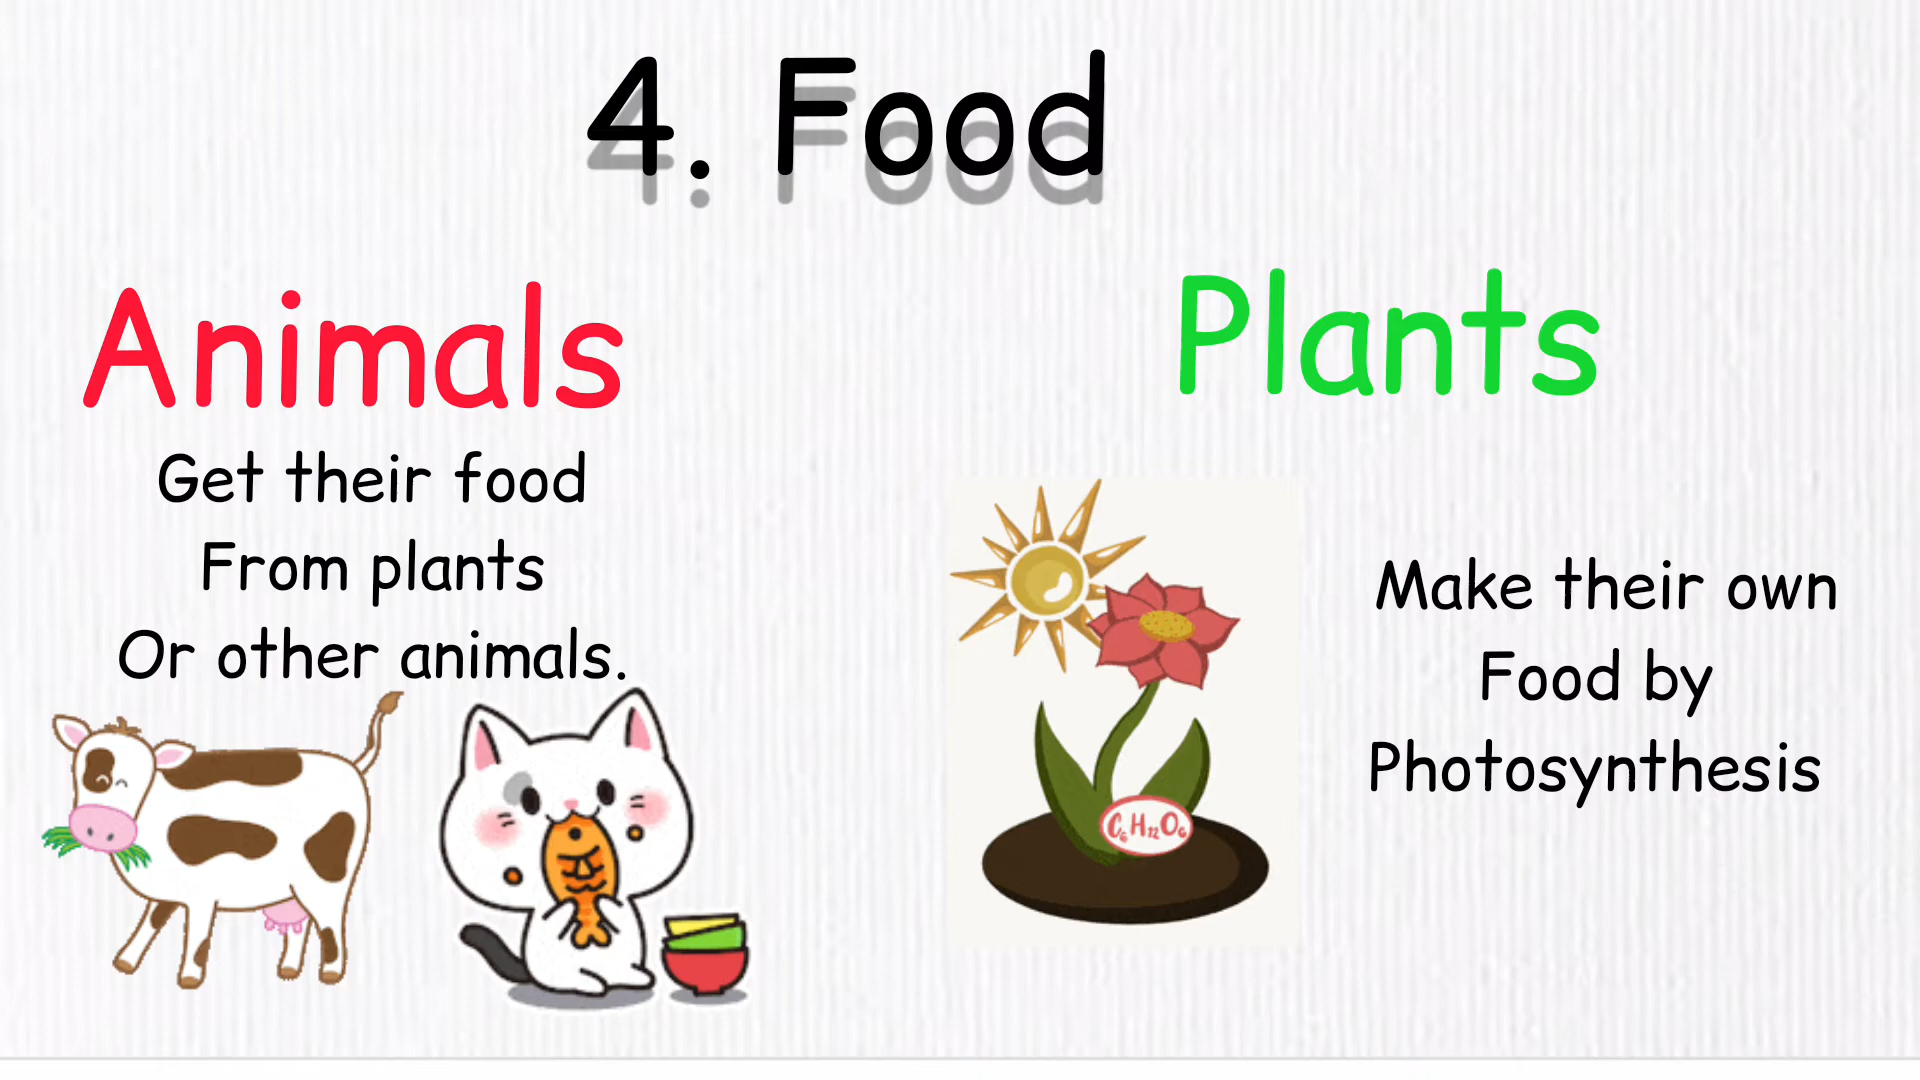 4. Food
Animals
Get their food
From plants
Or other animals.
Plants
Make their own
Food by
Photosynthesis
C₆H₁₂O₆